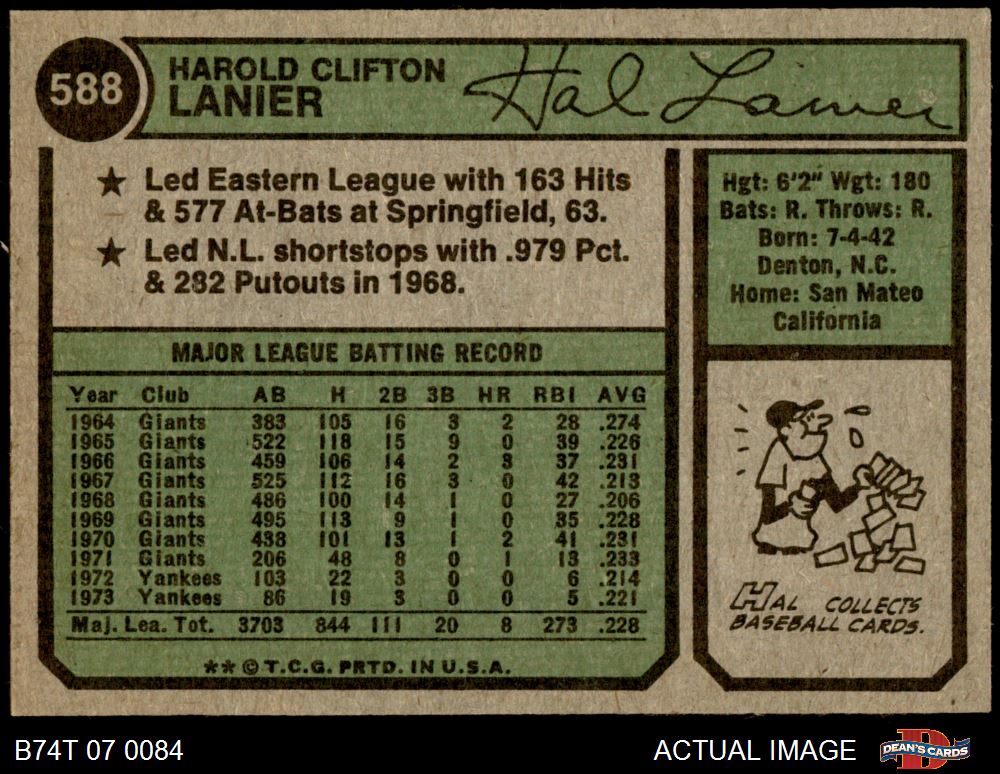 588
HAROLD CLIFTON
LANIER
Hal Lanier
★ Led Eastern League with 163 Hits
& 577 At-Bats at Springfield, 63.
★ Led N.L. shortstops with .979 Pct.
& 282 Putouts in 1968.
MAJOR LEAGUE BATTING RECORD
Year Club AB H 2B 3B HR RBI AVG
1964 Giants 383 105 16 3 2 28 .274
1965 Giants 522 118 15 9 0 39 .226
1966 Giants 459 106 14 2 3 37 .231
1967 Giants 525 112 16 3 0 42 .213
1968 Giants 486 100 14 1 0 27 .206
1969 Giants 495 113 9 1 0 35 .228
1970 Giants 438 101 13 1 2 41 .231
1971 Giants 206 48 8 0 1 13 .233
1972 Yankees 103 22 3 0 0 6 .214
1973 Yankees 86 19 3 0 0 5 .221
Maj. Lea. Tot. 3703 844 111 20 8 273 .228
** © T.C.G. PRTD. IN U.S.A.
Hgt: 6'2" Wgt: 180
Bats: R. Throws: R.
Born: 7-4-42
Denton, N.C.
Home: San Mateo
California
HAL COLLECTS
BASEBALL CARDS.
B74T 07 0084
ACTUAL IMAGE
DEAN'S CARDS